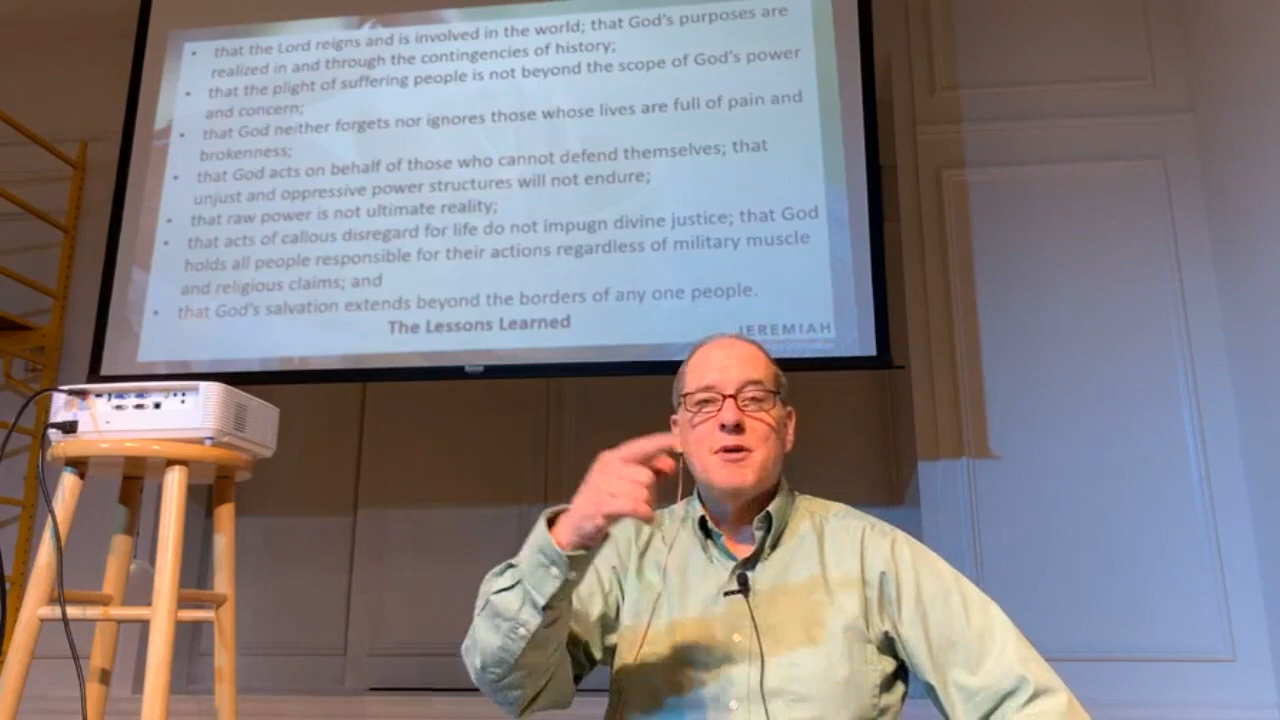 • that the Lord reigns and is involved in the world; that God's purposes are
realized in and through the contingencies of history;
• that the plight of suffering people is not beyond the scope of God's power
and concern;
• that God neither forgets nor ignores those whose lives are full of pain and
brokenness;
• that God acts on behalf of those who cannot defend themselves; that
unjust and oppressive power structures will not endure;
• that raw power is not ultimate reality;
• that acts of callous disregard for life do not impugn divine justice; that God
holds all people responsible for their actions regardless of military muscle
and religious claims; and
• that God's salvation extends beyond the borders of any one people.
The Lessons Learned
JEREMIAH